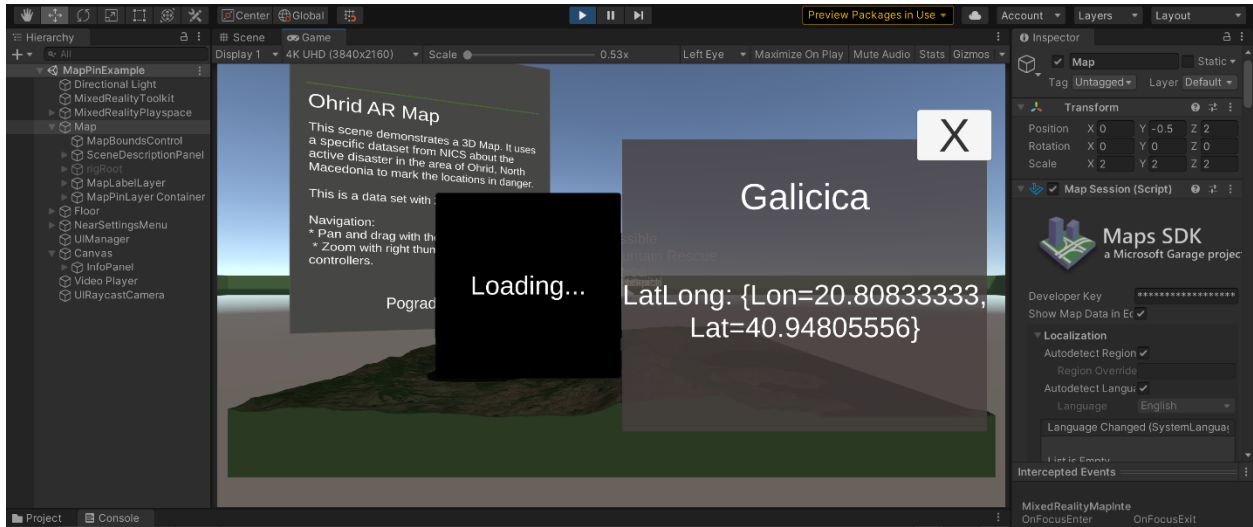 Center
Global
Preview Packages in Use
Account
Layers
Layout
Hierarchy
All
MapPinExample
Directional Light
MixedRealityToolkit
MixedRealityPlayspace
Map
MapBoundsControl
SceneDescriptionPanel
rigRoot
MapLabelLayer
MapPinLayer Container
Floor
NearSettingsMenu
UIManager
Canvas
InfoPanel
Video Player
UIRaycastCamera
Scene
Game
Display 1
4K UHD (3840x2160)
Scale
0.53x
Left Eye
Maximize On Play
Mute Audio
Stats
Gizmos
Ohrid AR Map
This scene demonstrates a 3D Map. It uses
a specific dataset from NICS about the
active disaster in the area of Ohrid, North
Macedonia to mark the locations in danger.
This is a data set with
Navigation:
* Pan and drag with the
* Zoom with right thum
controllers.
Pograd
Loading...
X
Galicica
LatLong: {Lon=20.80833333,
Lat=40.94805556}
Inspector
Map
Static
Tag Untagged
Layer Default
Transform
Position X 0 Y -0.5 Z 2
Rotation X 0 Y 0 Z 0
Scale X 2 Y 2 Z 2
Map Session (Script)
Maps SDK
a Microsoft Garage projec
Developer Key ******************
Show Map Data in Ec
Localization
Autodetect Region
Region Override
Autodetect Langua
Language English
Language Changed (SystemLanguag
List is Empty
Intercepted Events
MixedRealityMapInte
OnFocusEnter OnFocusExit
Project
Console